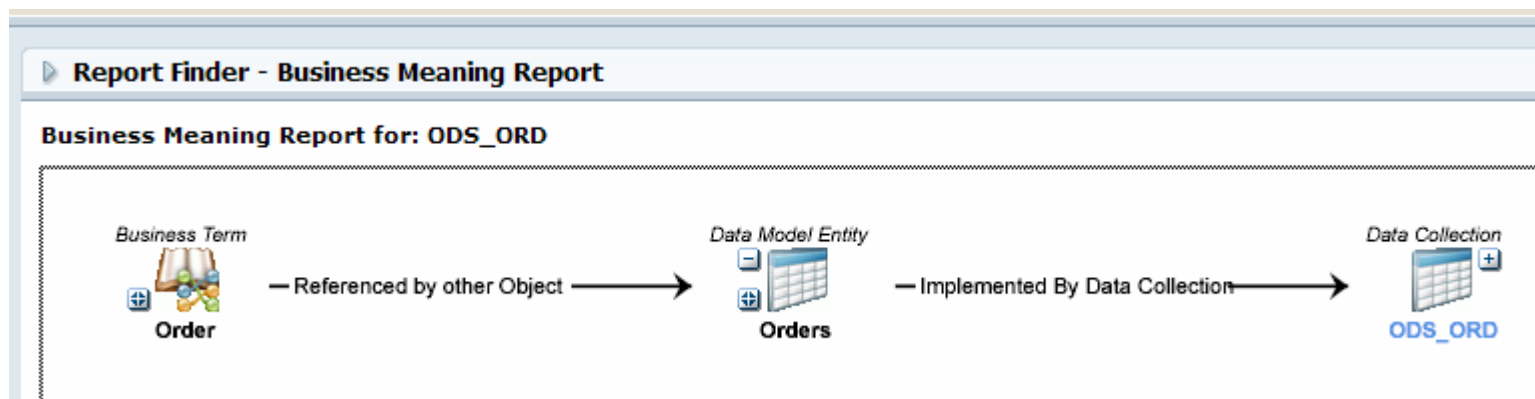 Report Finder - Business Meaning Report
Business Meaning Report for: ODS_ORD
Business Term
Data Model Entity
Data Collection
Referenced by other Object
Implemented By Data Collection
Order
Orders
ODS_ORD